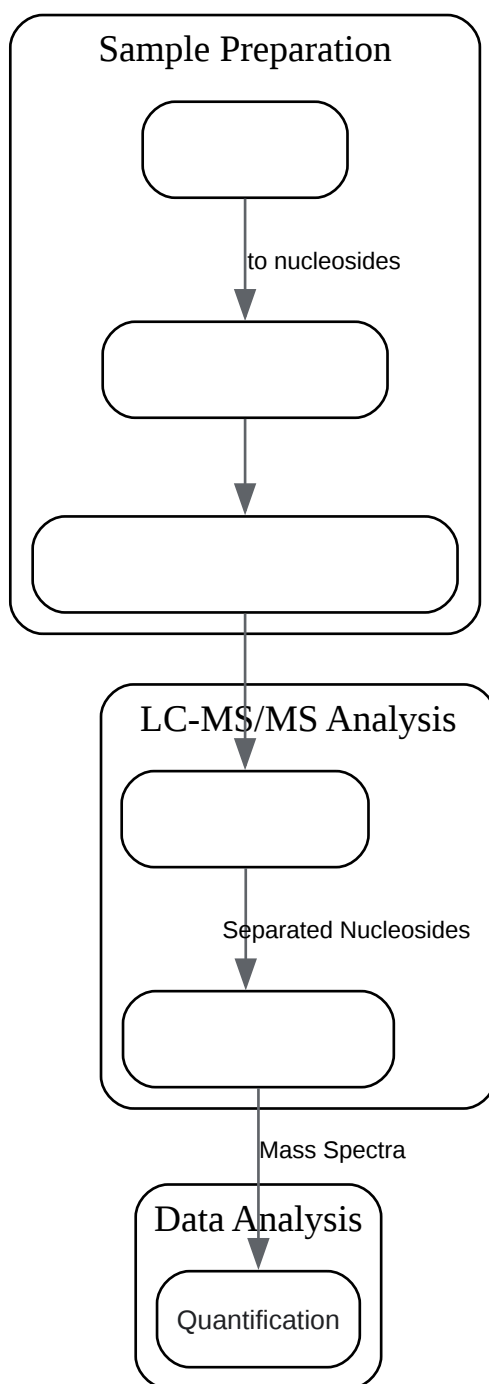 Sample Preparation
to nucleosides
LC-MS/MS Analysis
Separated Nucleosides
Mass Spectra
Data Analysis
Quantification